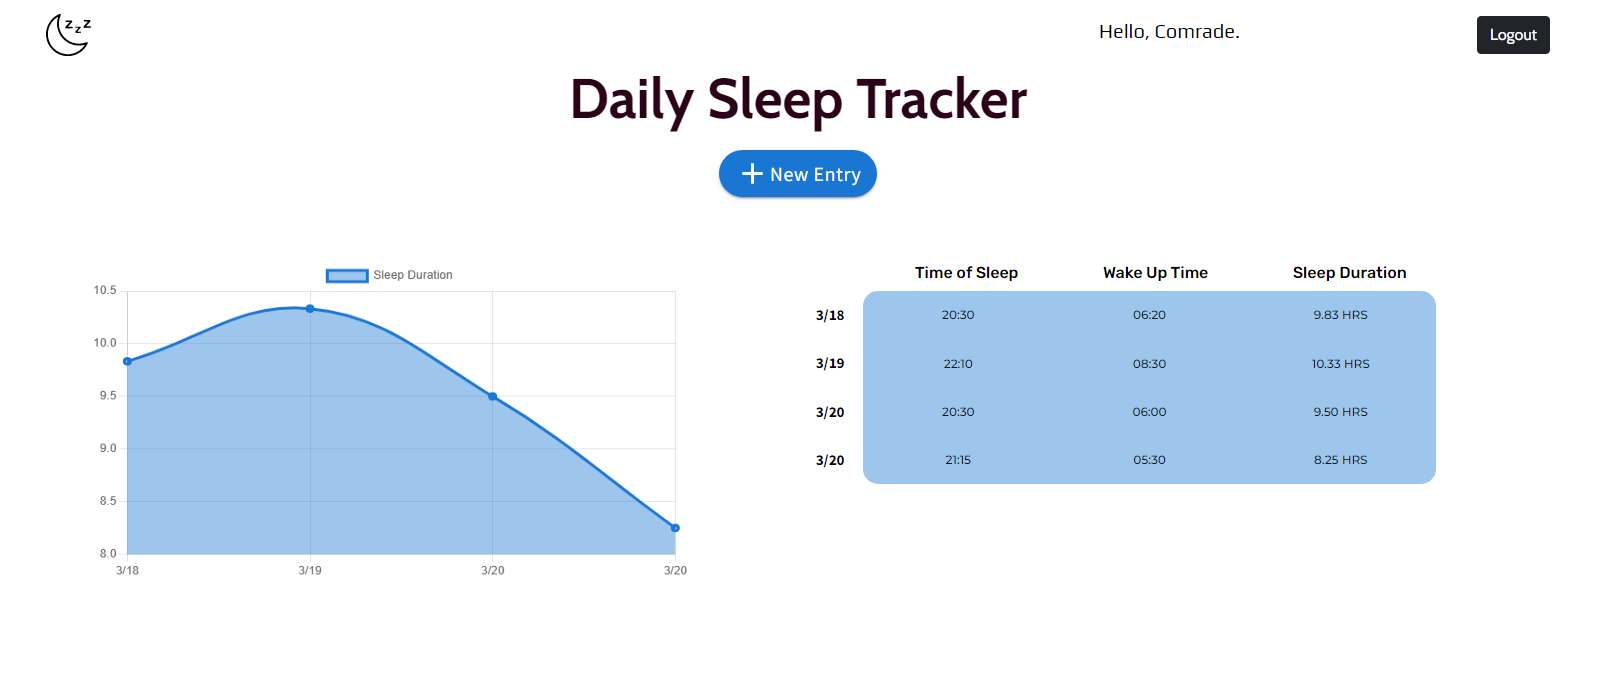 z z z
Hello, Comrade.
Logout
Daily Sleep Tracker
+ New Entry
Sleep Duration
10.5
10.0
9.5
9.0
8.5
8.0
3/18 3/19 3/20 3/20
Time of Sleep Wake Up Time Sleep Duration
3/18 20:30 06:20 9.83 HRS
3/19 22:10 08:30 10.33 HRS
3/20 20:30 06:00 9.50 HRS
3/20 21:15 05:30 8.25 HRS